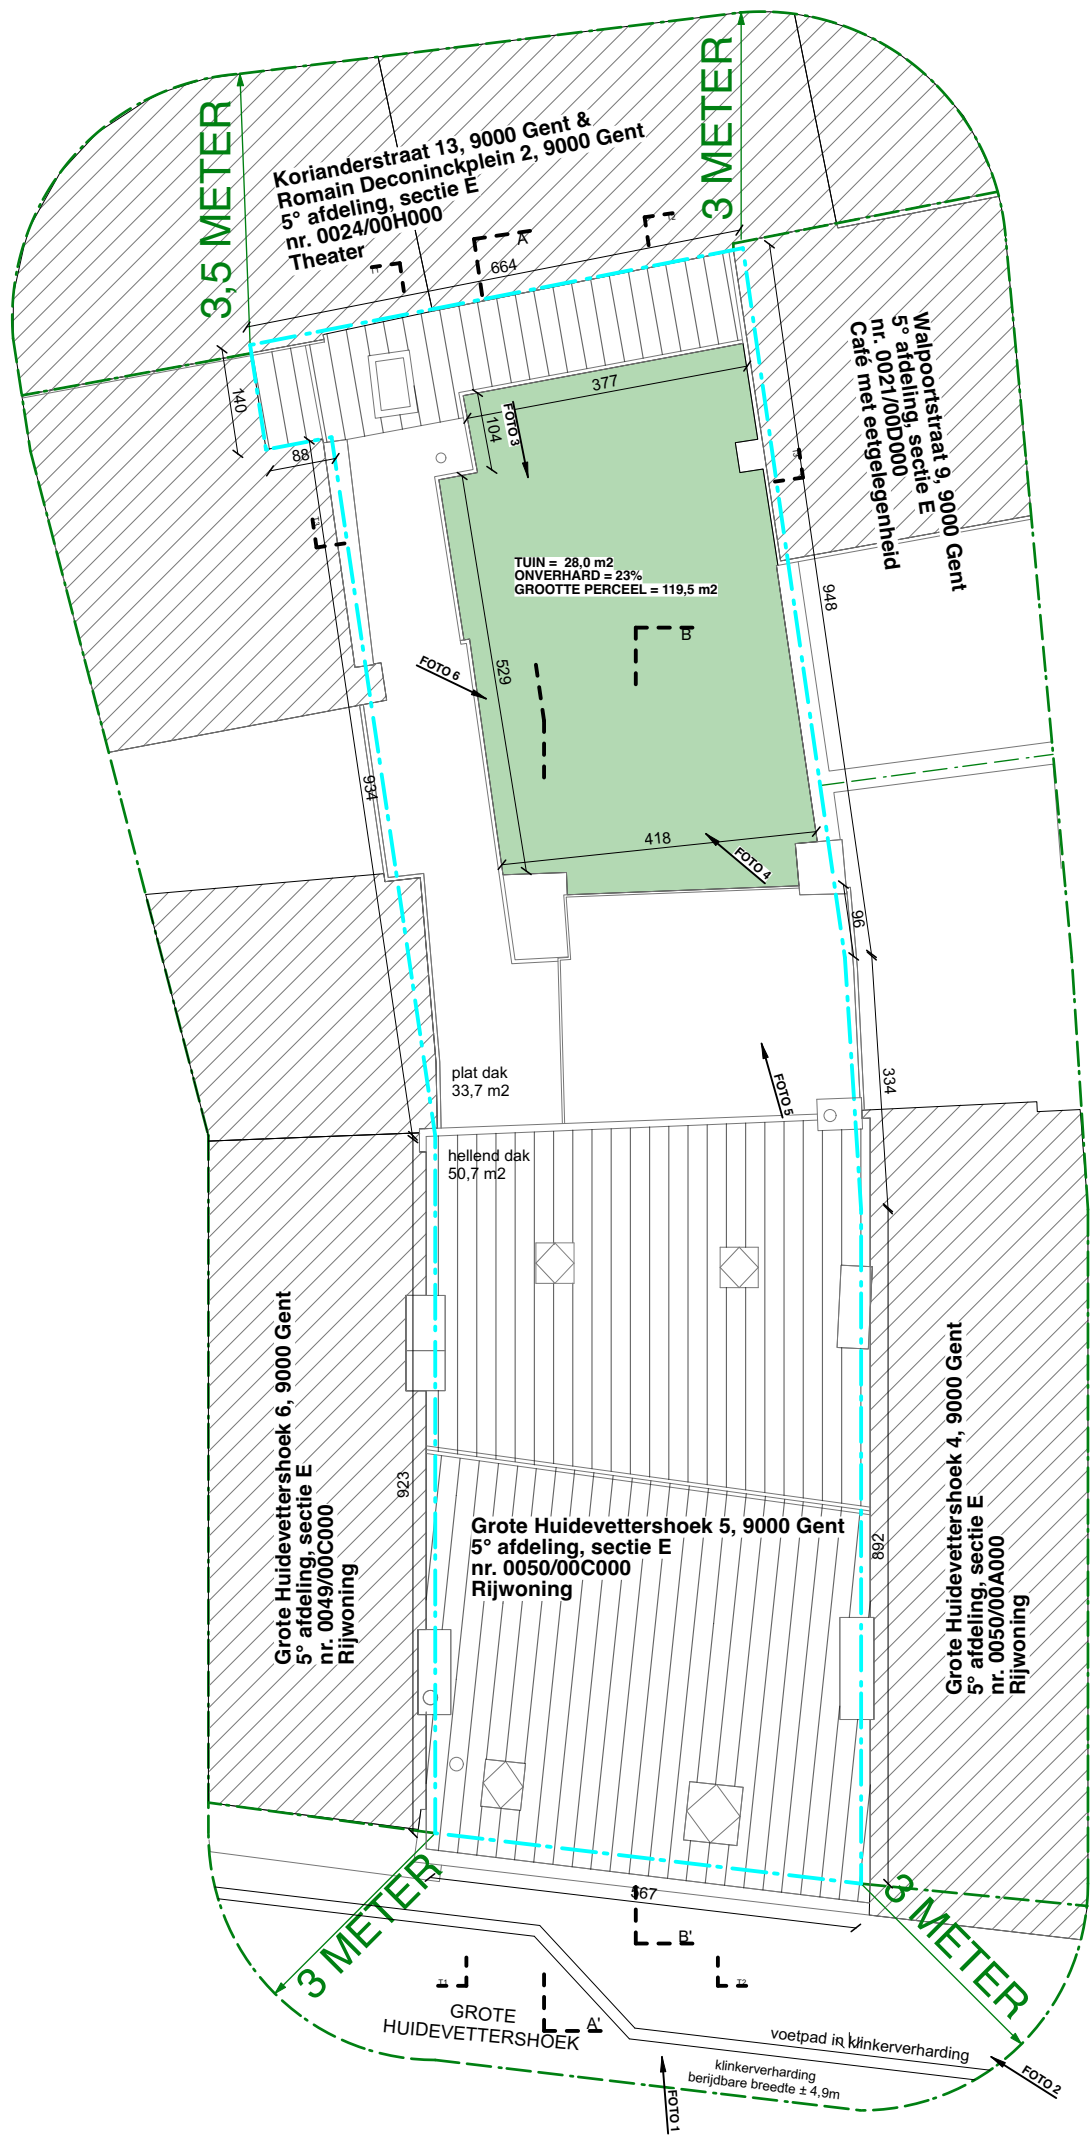 3,5 METER
3 METER
Korianderstraat 13, 9000 Gent &
Romain Deconinckplein 2, 9000 Gent
5° afdeling, sectie E
nr. 0024/00H000
Theater
T1
A
T2
664
140
88
377
FOTO 3
104
Walpoortstraat 9, 9000 Gent
5° afdeling, sectie E
nr. 0021/00D000
Café met eetgelegenheid
T3
TUIN = 28,0 m2
ONVERHARD = 23%
GROOTTE PERCEEL = 119,5 m2
948
B
FOTO 6
529
934
418
FOTO 4
96
plat dak
33,7 m2
FOTO 5
334
hellend dak
50,7 m2
Grote Huidevettershoek 6, 9000 Gent
5° afdeling, sectie E
nr. 0049/00C000
Rijwoning
923
Grote Huidevettershoek 5, 9000 Gent
5° afdeling, sectie E
nr. 0050/00C000
Rijwoning
892
Grote Huidevettershoek 4, 9000 Gent
5° afdeling, sectie E
nr. 0050/00A000
Rijwoning
3 METER
567
3 METER
B'
T1
T2
A'
GROTE
HUIDEVETTERSHOEK
voetpad in klinkerverharding
klinkerverharding
berijdbare breedte ± 4,9m
FOTO 1
FOTO 2